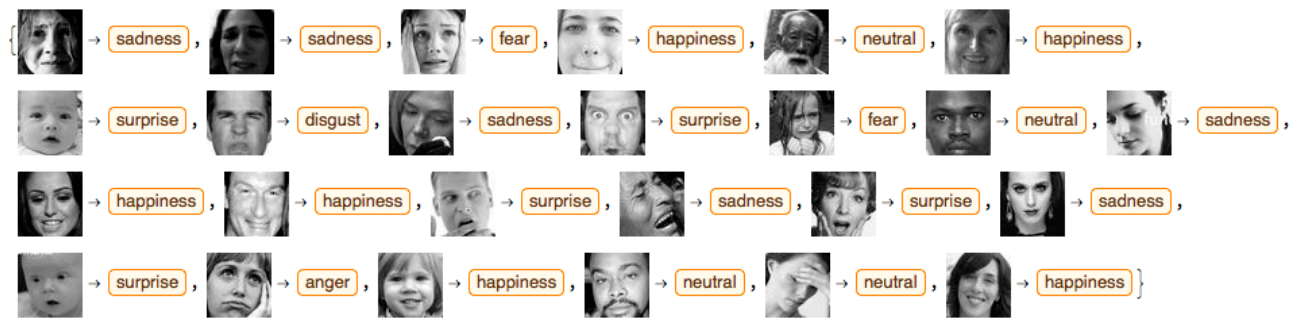 { → sadness , → sadness , → fear , → happiness , → neutral , → happiness ,
→ surprise , → disgust , → sadness , → surprise , → fear , → neutral , → sadness ,
→ happiness , → happiness , → surprise , → sadness , → surprise , → sadness ,
→ surprise , → anger , → happiness , → neutral , → neutral , → happiness }